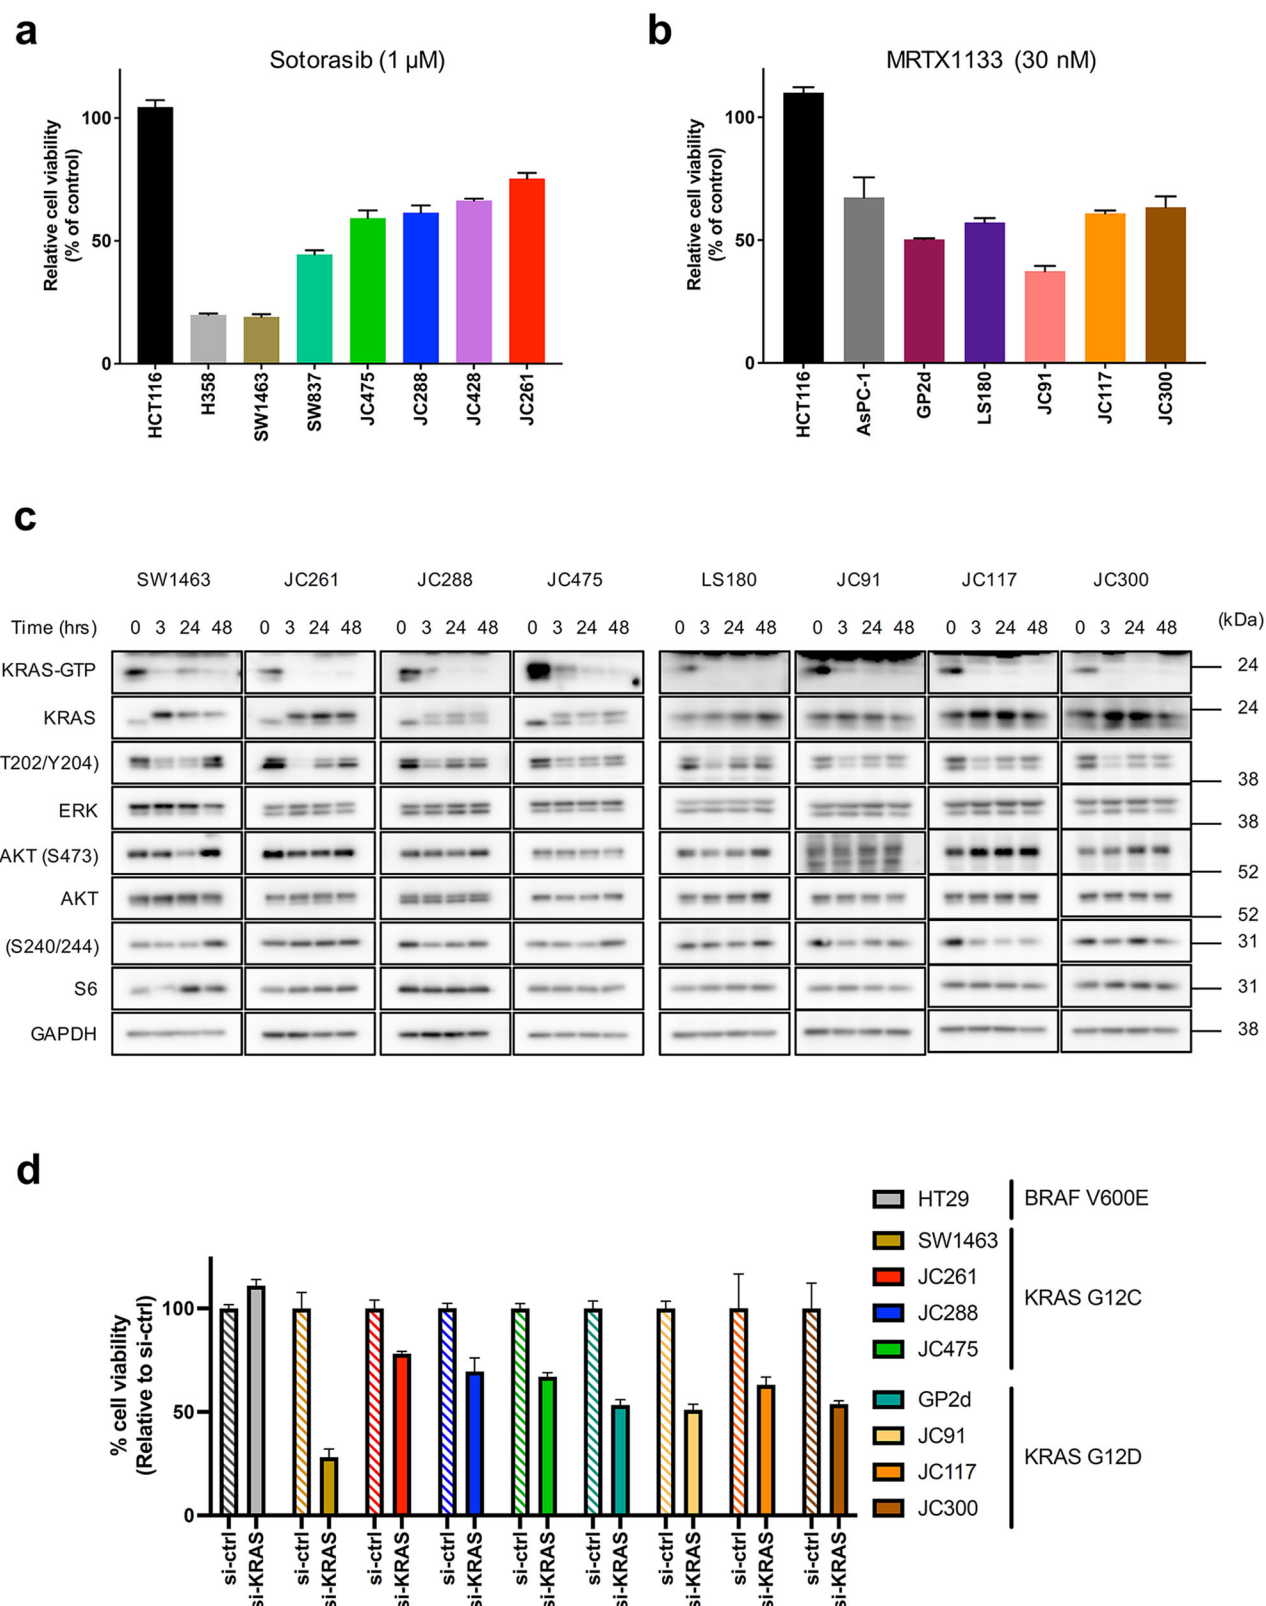 a
Sotorasib (1 μM)
Relative cell viability
(% of control)
100
50
0
HCT116
H358
SW1463
SW837
JC475
JC288
JC428
JC261
b
MRTX1133 (30 nM)
Relative cell viability
(% of control)
100
50
0
HCT116
AsPC-1
GP2d
LS180
JC91
JC117
JC300
c
SW1463 JC261 JC288 JC475 LS180 JC91 JC117 JC300
Time (hrs) 0 3 24 48 0 3 24 48 0 3 24 48 0 3 24 48 0 3 24 48 0 3 24 48 0 3 24 48 0 3 24 48 (kDa)
KRAS-GTP 24
KRAS 24
T202/Y204) 38
ERK 38
AKT (S473) 52
AKT 52
(S240/244) 31
S6 31
GAPDH 38
d
% cell viability
(Relative to si-ctrl)
100
50
0
si-ctrl
si-KRAS
si-ctrl
si-KRAS
si-ctrl
si-KRAS
si-ctrl
si-KRAS
si-ctrl
si-KRAS
si-ctrl
si-KRAS
si-ctrl
si-KRAS
si-ctrl
si-KRAS
si-ctrl
si-KRAS
HT29 BRAF V600E
SW1463
JC261
JC288
JC475
KRAS G12C
GP2d
JC91
JC117
JC300
KRAS G12D